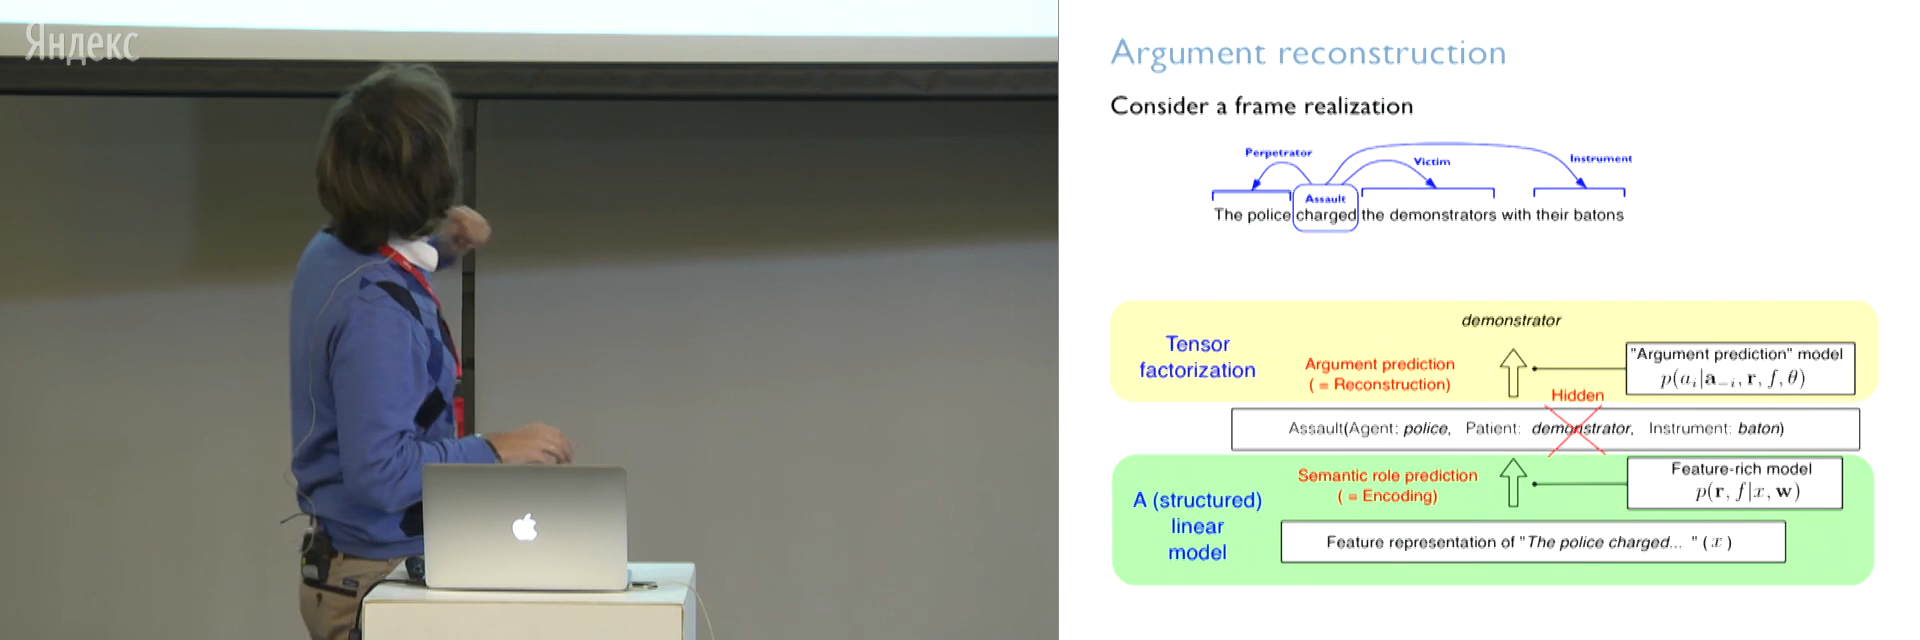 Яндекс
Argument reconstruction
Consider a frame realization
Perpetrator
Victim
Instrument
Assault
The police charged the demonstrators with their batons
demonstrator
Tensor
factorization
Argument prediction
( = Reconstruction)
"Argument prediction" model
p(a_i|a_{-i}, r, f, θ)
Hidden
Assault(Agent: police, Patient: demonstrator, Instrument: baton)
A (structured)
linear
model
Semantic role prediction
( = Encoding)
Feature-rich model
p(r, f|x, w)
Feature representation of "The police charged... " ( x )